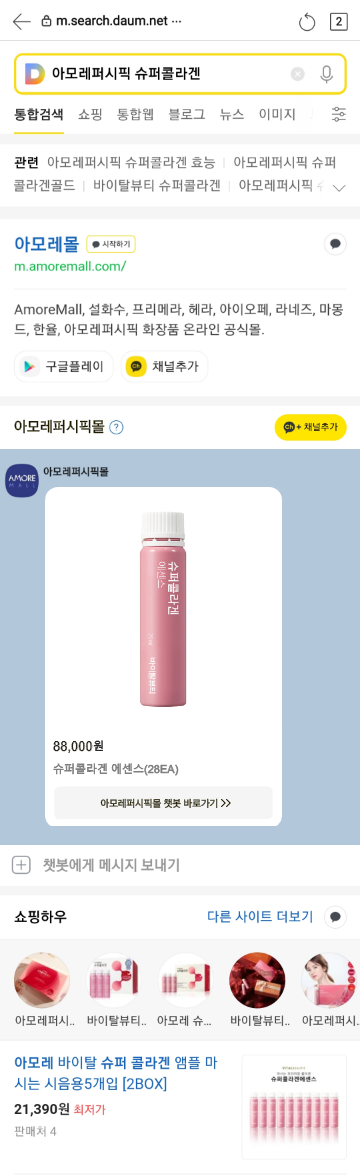 m.search.daum.net ···
2
아모레퍼시픽 슈퍼콜라겐
통합검색 쇼핑 통합웹 블로그 뉴스 이미지
관련 아모레퍼시픽 슈퍼콜라겐 효능 아모레퍼시픽 슈퍼
콜라겐골드 바이탈뷰티 슈퍼콜라겐 아모레퍼시픽
아모레몰 시작하기
m.amoremall.com/
AmoreMall, 설화수, 프리메라, 헤라, 아이오페, 라네즈, 마몽
드, 한율, 아모레퍼시픽 화장품 온라인 공식몰.
구글플레이 Ch 채널추가
아모레퍼시픽몰 ? Ch+ 채널추가
AMORE
MALL
아모레퍼시픽몰
슈퍼콜라겐
에센스
바이탈뷰티
88,000원
슈퍼콜라겐 에센스(28EA)
아모레퍼시픽몰 챗봇 바로가기 >>
챗봇에게 메시지 보내기
쇼핑하우 다른 사이트 더보기
아모레퍼시.. 바이탈뷰티.. 아모레 슈... 바이탈뷰티.. 아모레퍼시.
아모레 바이탈 슈퍼 콜라겐 앰플 마
시는 시음용5개입 [2BOX]
21,390원 최저가
판매처 4
슈퍼콜라겐에센스